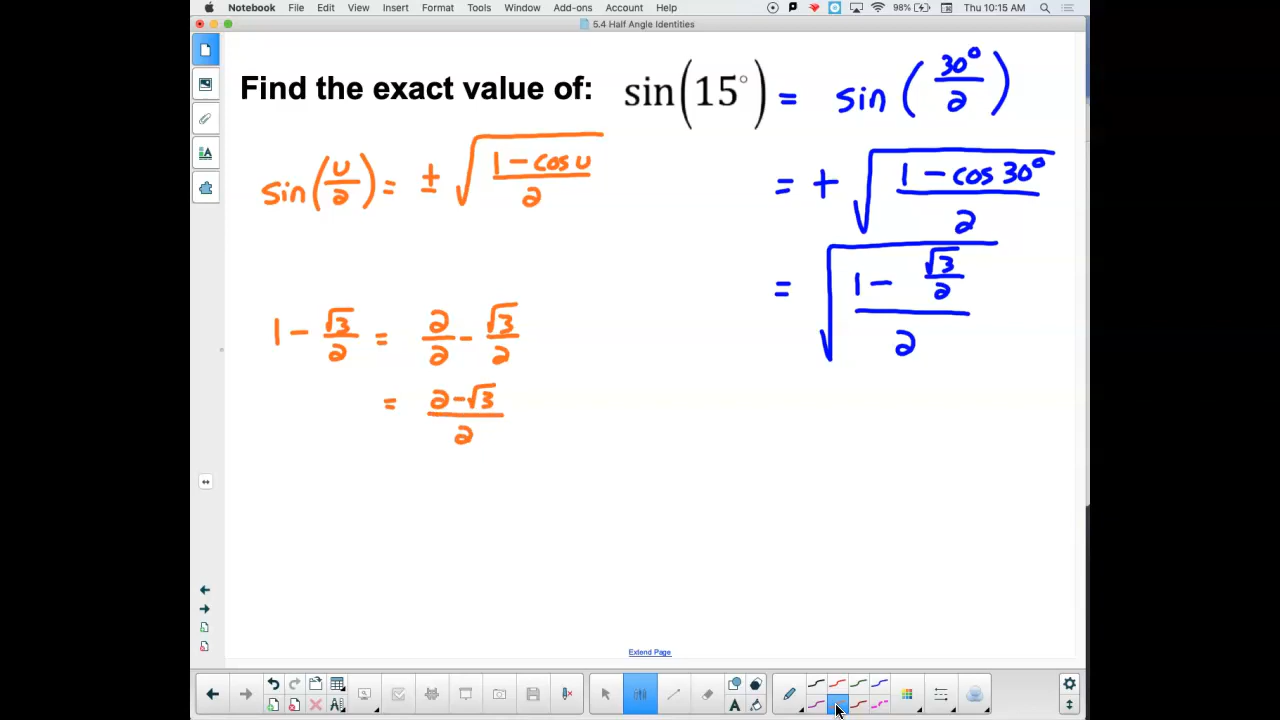 Notebook File Edit View Insert Format Tools Window Add-ons Account Help 98% Thu 10:15 AM
5.4 Half Angle Identities
Find the exact value of: sin(15°) = sin(30°/2)
sin(u/2) = ± √((1 - cos u)/2)
= + √((1 - cos 30°)/2)
= √((1 - √3/2)/2)
1 - √3/2 = 2/2 - √3/2
= (2 - √3)/2
Extend Page